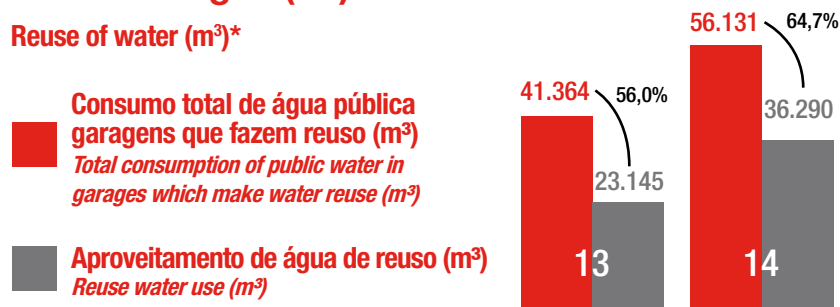 Reuse of water (m³)*
Consumo total de água pública
garagens que fazem reuso (m³)
Total consumption of public water in
garages which make water reuse (m³)
Aproveitamento de água de reuso (m³)
Reuse water use (m³)
41.364
56,0%
23.145
13
56.131
64,7%
36.290
14